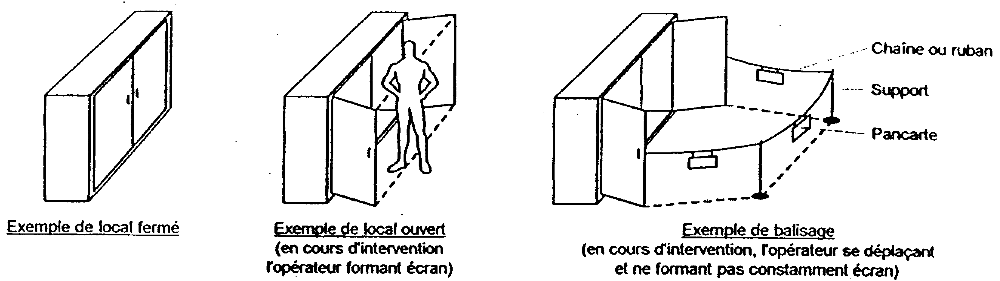 Chaîne ou ruban
Support
Pancarte
Exemple de local fermé
Exemple de local ouvert
(en cours d'intervention
l'opérateur formant écran)
Exemple de balisage
(en cours d'intervention, l'opérateur se déplaçant
et ne formant pas constamment écran)